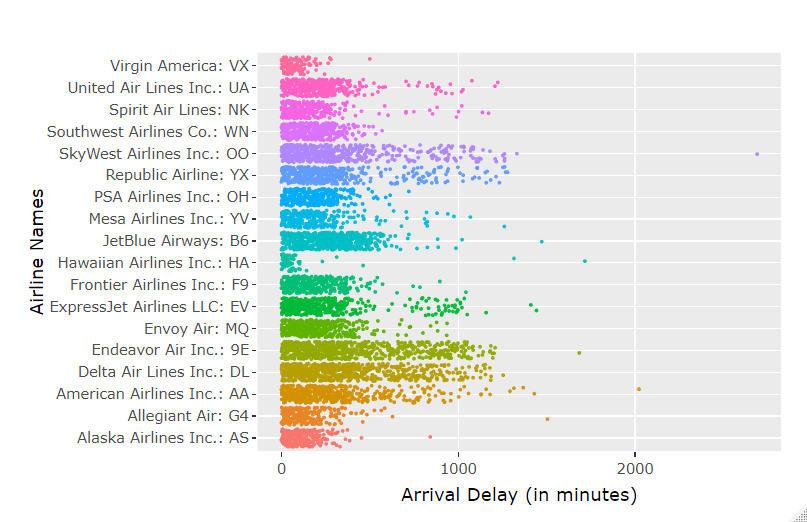 Virgin America: VX
United Air Lines Inc.: UA
Spirit Air Lines: NK
Southwest Airlines Co.: WN
SkyWest Airlines Inc.: OO
Republic Airline: YX
PSA Airlines Inc.: OH
Mesa Airlines Inc.: YV
JetBlue Airways: B6
Hawaiian Airlines Inc.: HA
Frontier Airlines Inc.: F9
ExpressJet Airlines LLC: EV
Envoy Air: MQ
Endeavor Air Inc.: 9E
Delta Air Lines Inc.: DL
American Airlines Inc.: AA
Allegiant Air: G4
Alaska Airlines Inc.: AS
Airline Names
0 1000 2000
Arrival Delay (in minutes)